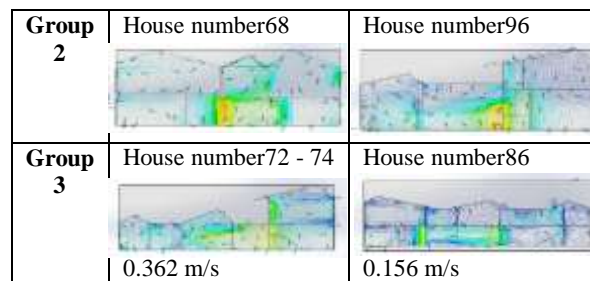 Group 2
House number68
House number96
Group 3
House number72 - 74
House number86
0.362 m/s
0.156 m/s